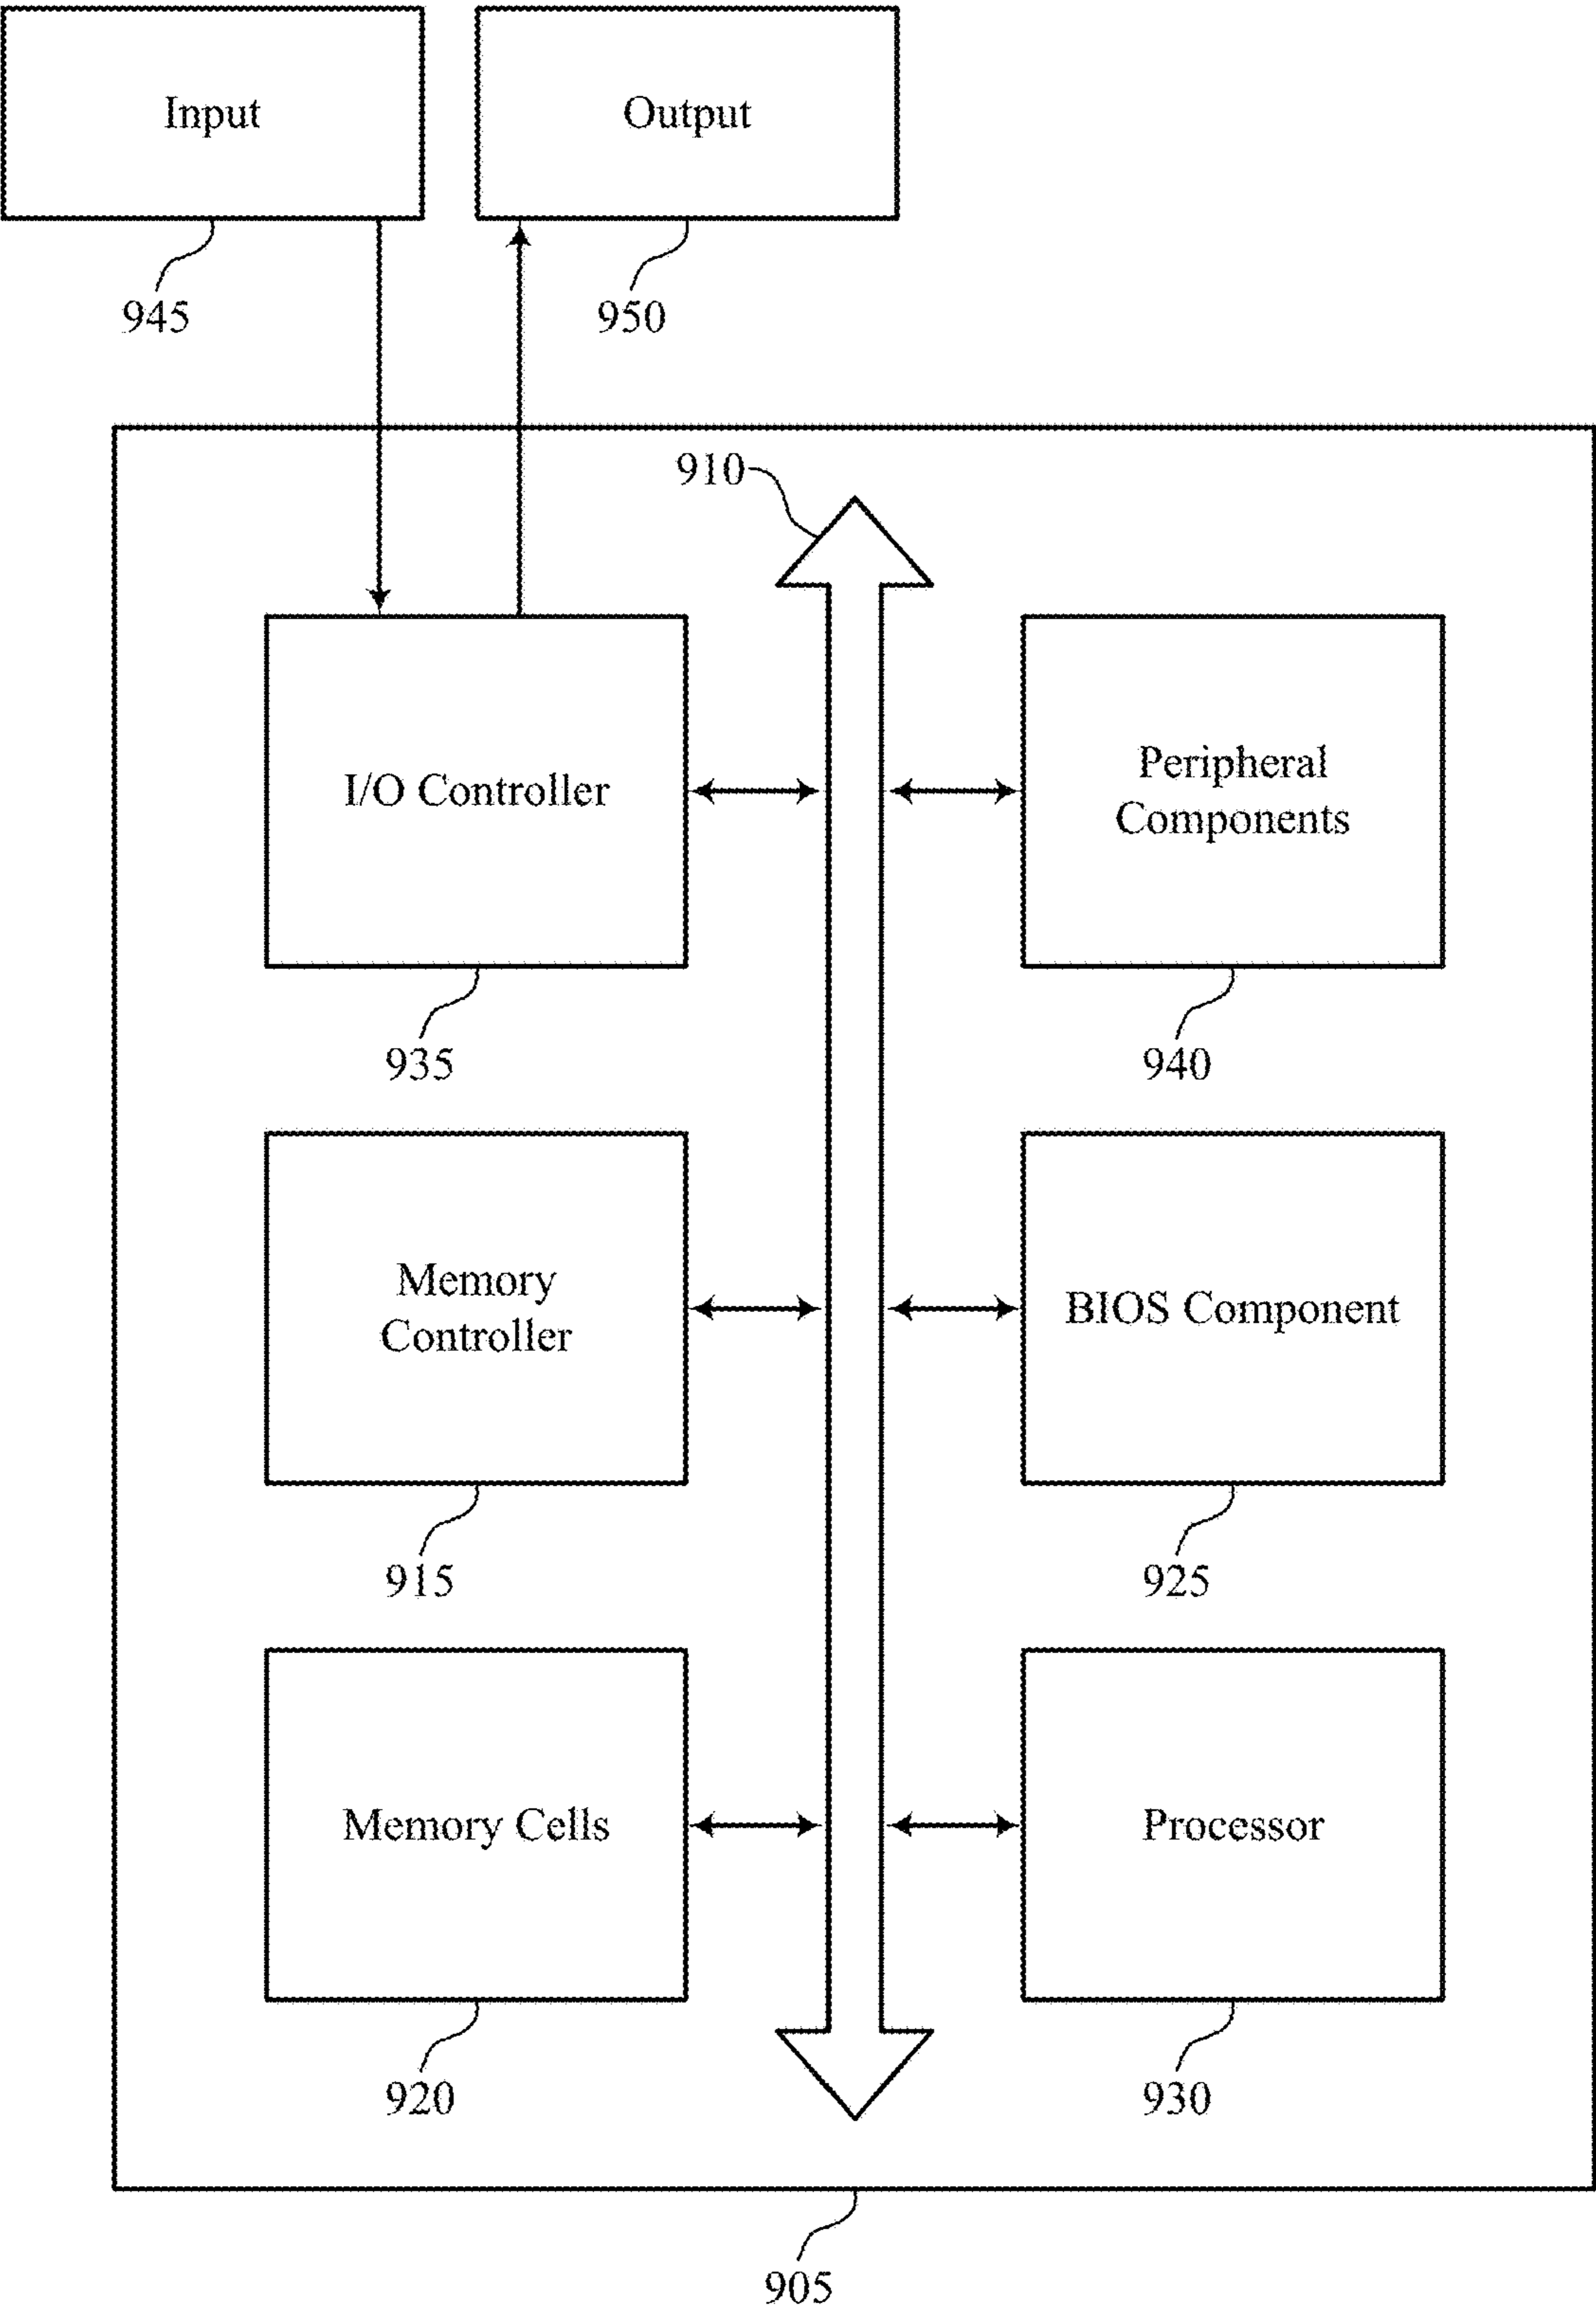 Input
Output
945
950
910
I/O Controller
Peripheral
Components
935
940
Memory
Controller
BIOS Component
915
925
Memory Cells
Processor
920
930
905